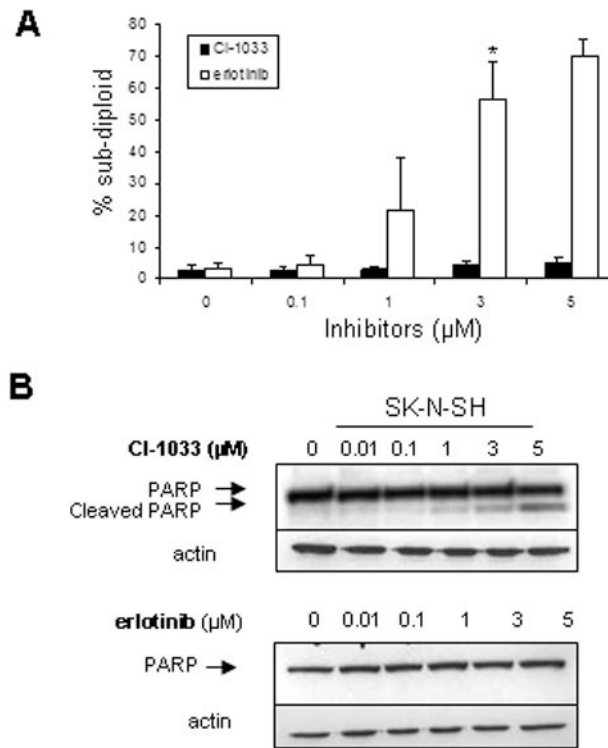 A
80
70
60
50
40
30
20
10
0
% sub-diploid
CI-1033
erlotinib
*
0 0.1 1 3 5
Inhibitors (µM)
B
SK-N-SH
CI-1033 (µM) 0 0.01 0.1 1 3 5
PARP
Cleaved PARP
actin
erlotinib (µM) 0 0.01 0.1 1 3 5
PARP
actin